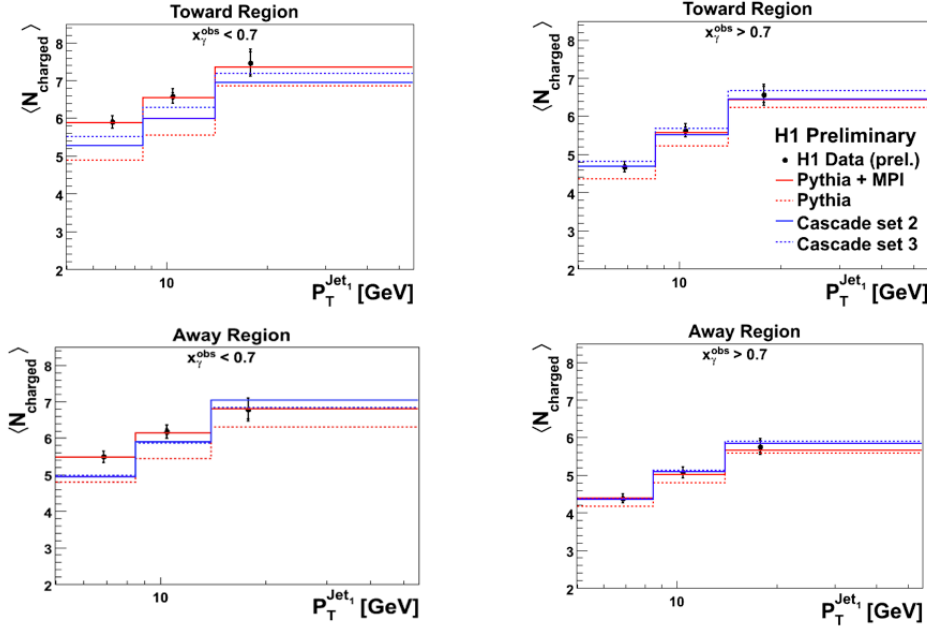 Toward Region
x_γ^obs < 0.7
⟨N_charged⟩
8
7
6
5
4
3
2
10
P_T^Jet₁ [GeV]
Toward Region
x_γ^obs > 0.7
⟨N_charged⟩
8
7
6
5
4
3
2
H1 Preliminary
H1 Data (prel.)
Pythia + MPI
Pythia
Cascade set 2
Cascade set 3
10
P_T^Jet₁ [GeV]
Away Region
x_γ^obs < 0.7
⟨N_charged⟩
8
7
6
5
4
3
2
10
P_T^Jet₁ [GeV]
Away Region
x_γ^obs > 0.7
⟨N_charged⟩
8
7
6
5
4
3
2
10
P_T^Jet₁ [GeV]